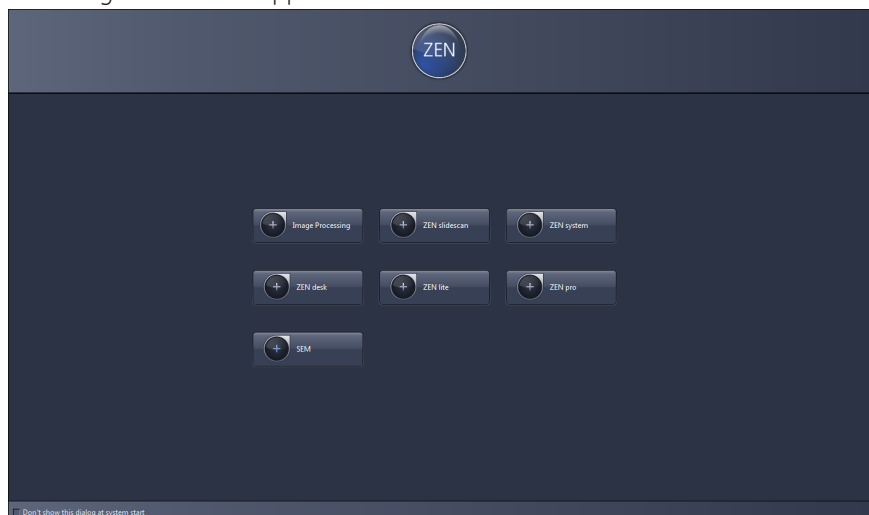 ZEN
Image Processing
ZEN slidescan
ZEN system
ZEN desk
ZEN lite
ZEN pro
SEM
Don't show this dialog at system start